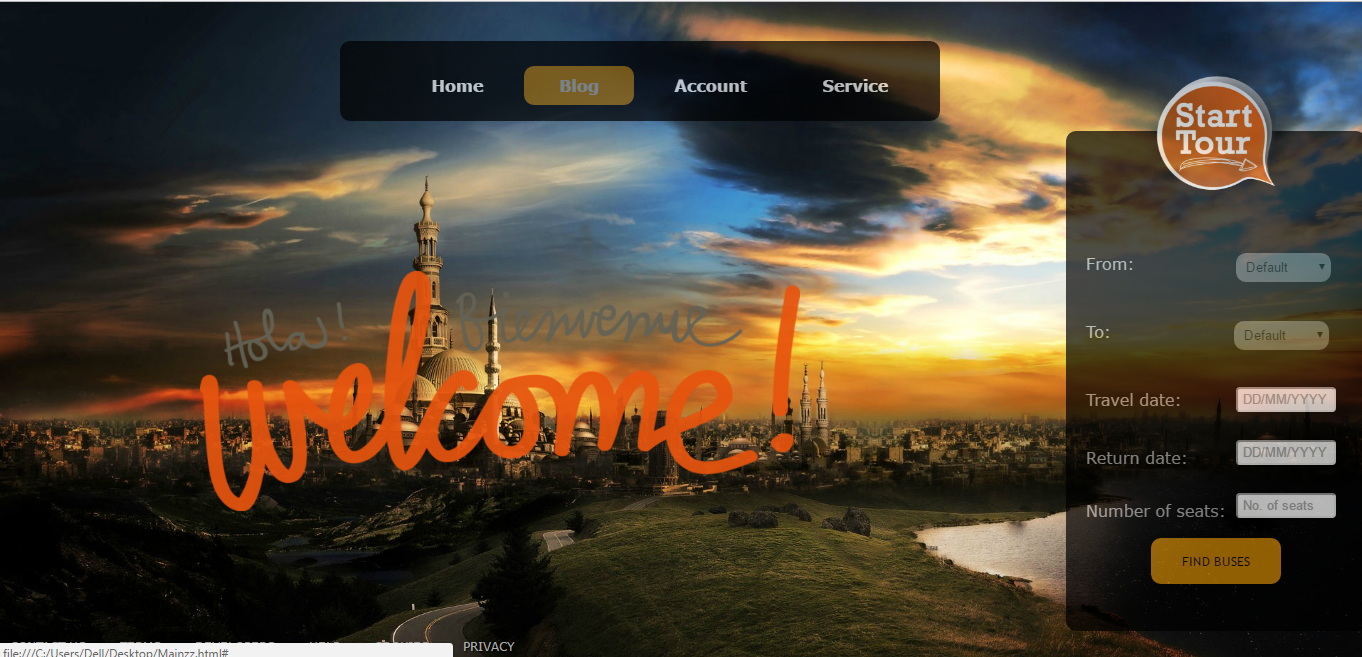 Home Blog Account Service
Start
Tour
From: Default
To: Default
Hola! Bienvenue
welcome!
Travel date: DD/MM/YYYY
Return date: DD/MM/YYYY
Number of seats: No. of seats
FIND BUSES
PRIVACY
file:///C:/Users/Dell/Desktop/Mainzz.html#